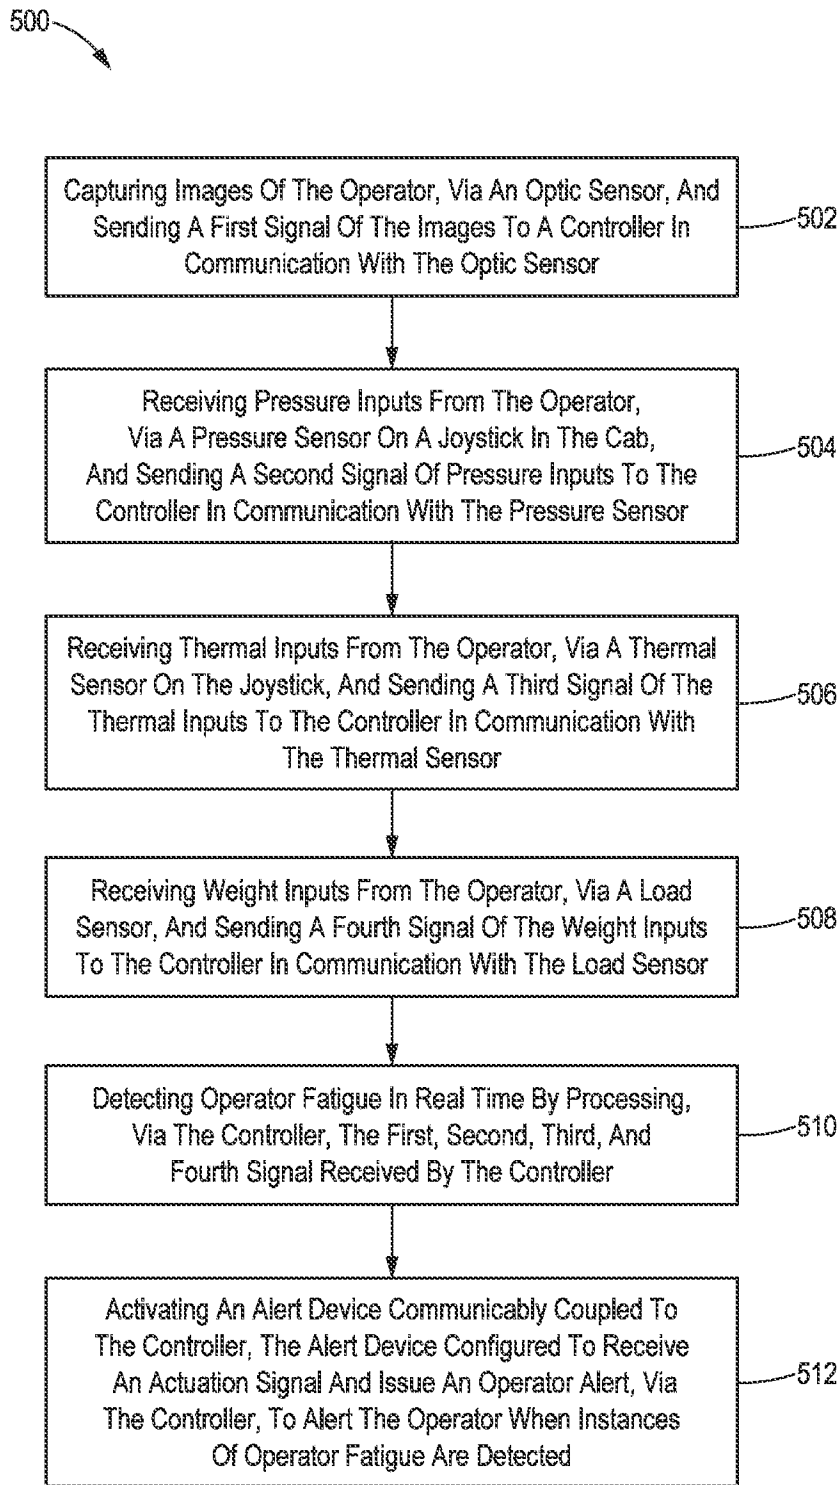 500
Capturing Images Of The Operator, Via An Optic Sensor, And
Sending A First Signal Of The Images To A Controller In
Communication With The Optic Sensor
502
Receiving Pressure Inputs From The Operator,
Via A Pressure Sensor On A Joystick In The Cab,
And Sending A Second Signal Of Pressure Inputs To The
Controller In Communication With The Pressure Sensor
504
Receiving Thermal Inputs From The Operator, Via A Thermal
Sensor On The Joystick, And Sending A Third Signal Of The
Thermal Inputs To The Controller In Communication With
The Thermal Sensor
506
Receiving Weight Inputs From The Operator, Via A Load
Sensor, And Sending A Fourth Signal Of The Weight Inputs
To The Controller In Communication With The Load Sensor
508
Detecting Operator Fatigue In Real Time By Processing,
Via The Controller, The First, Second, Third, And
Fourth Signal Received By The Controller
510
Activating An Alert Device Communicably Coupled To
The Controller, The Alert Device Configured To Receive
An Actuation Signal And Issue An Operator Alert, Via
The Controller, To Alert The Operator When Instances
Of Operator Fatigue Are Detected
512